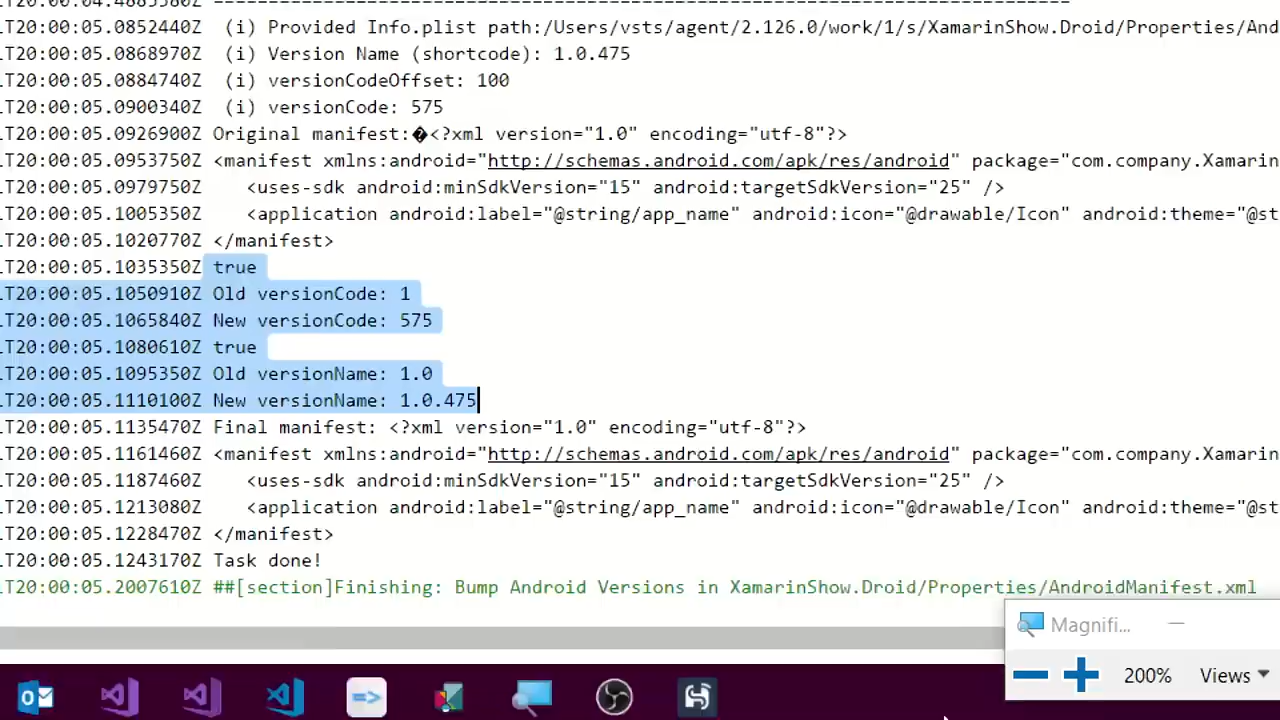 .T20:00:04.4885580Z ------------------------------------------------------------------------------
.T20:00:05.0852440Z  (i) Provided Info.plist path:/Users/vsts/agent/2.126.0/work/1/s/XamarinShow.Droid/Properties/And
.T20:00:05.0868970Z  (i) Version Name (shortcode): 1.0.475
.T20:00:05.0884740Z  (i) versionCodeOffset: 100
.T20:00:05.0900340Z  (i) versionCode: 575
.T20:00:05.0926900Z Original manifest:�<?xml version="1.0" encoding="utf-8"?>
.T20:00:05.0953750Z <manifest xmlns:android="http://schemas.android.com/apk/res/android" package="com.company.Xamarin
.T20:00:05.0979750Z    <uses-sdk android:minSdkVersion="15" android:targetSdkVersion="25" />
.T20:00:05.1005350Z    <application android:label="@string/app_name" android:icon="@drawable/Icon" android:theme="@st
.T20:00:05.1020770Z </manifest>
.T20:00:05.1035350Z true
.T20:00:05.1050910Z Old versionCode: 1
.T20:00:05.1065840Z New versionCode: 575
.T20:00:05.1080610Z true
.T20:00:05.1095350Z Old versionName: 1.0
.T20:00:05.1110100Z New versionName: 1.0.475
.T20:00:05.1135470Z Final manifest: <?xml version="1.0" encoding="utf-8"?>
.T20:00:05.1161460Z <manifest xmlns:android="http://schemas.android.com/apk/res/android" package="com.company.Xamarin
.T20:00:05.1187460Z    <uses-sdk android:minSdkVersion="15" android:targetSdkVersion="25" />
.T20:00:05.1213080Z    <application android:label="@string/app_name" android:icon="@drawable/Icon" android:theme="@st
.T20:00:05.1228470Z </manifest>
.T20:00:05.1243170Z Task done!
.T20:00:05.2007610Z ##[section]Finishing: Bump Android Versions in XamarinShow.Droid/Properties/AndroidManifest.xml
Magnifi...
200% Views